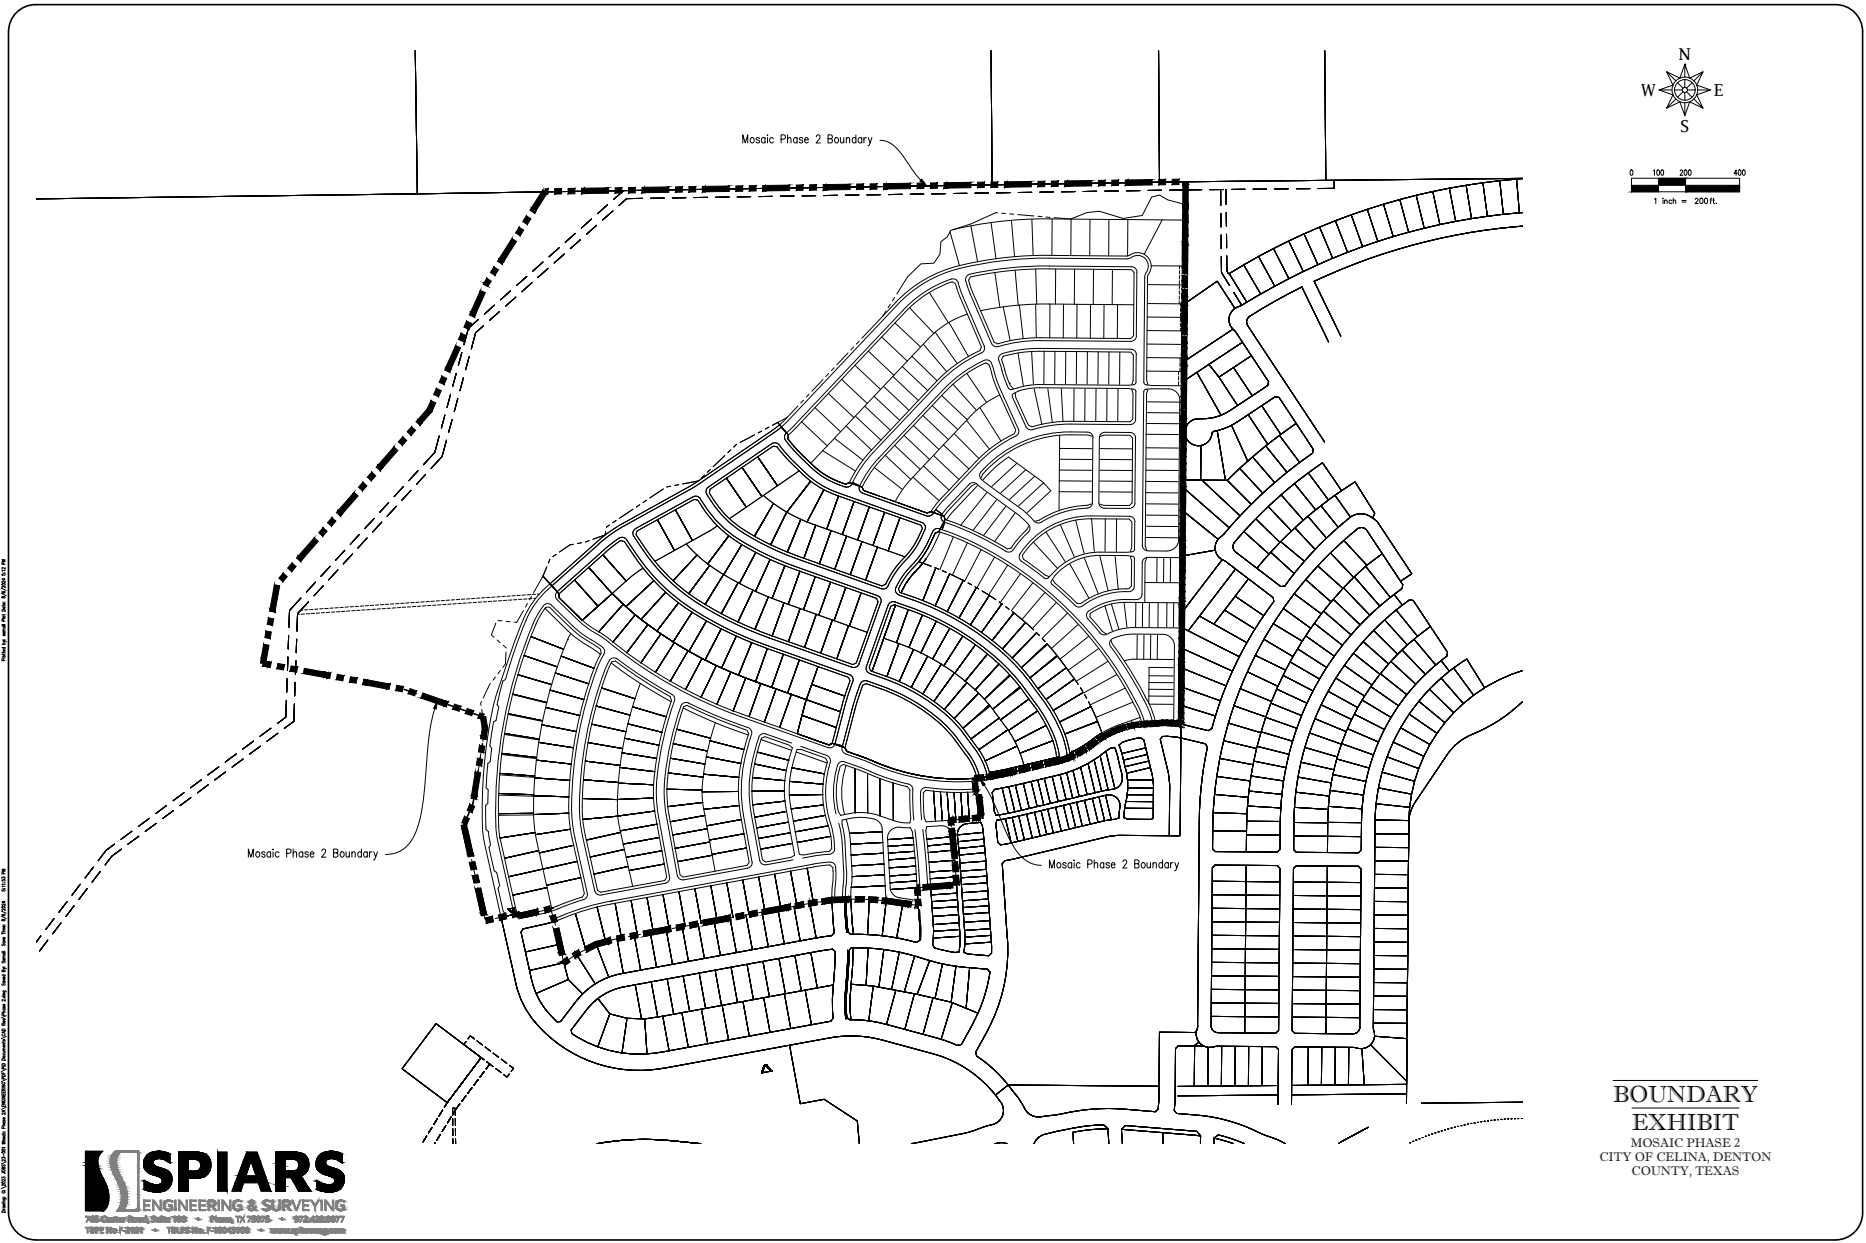 N
W E
S
Mosaic Phase 2 Boundary
0 100 200 400
1 inch = 200 ft.
Mosaic Phase 2 Boundary
Mosaic Phase 2 Boundary
BOUNDARY
EXHIBIT
MOSAIC PHASE 2
CITY OF CELINA, DENTON
COUNTY, TEXAS
SPIARS
ENGINEERING & SURVEYING